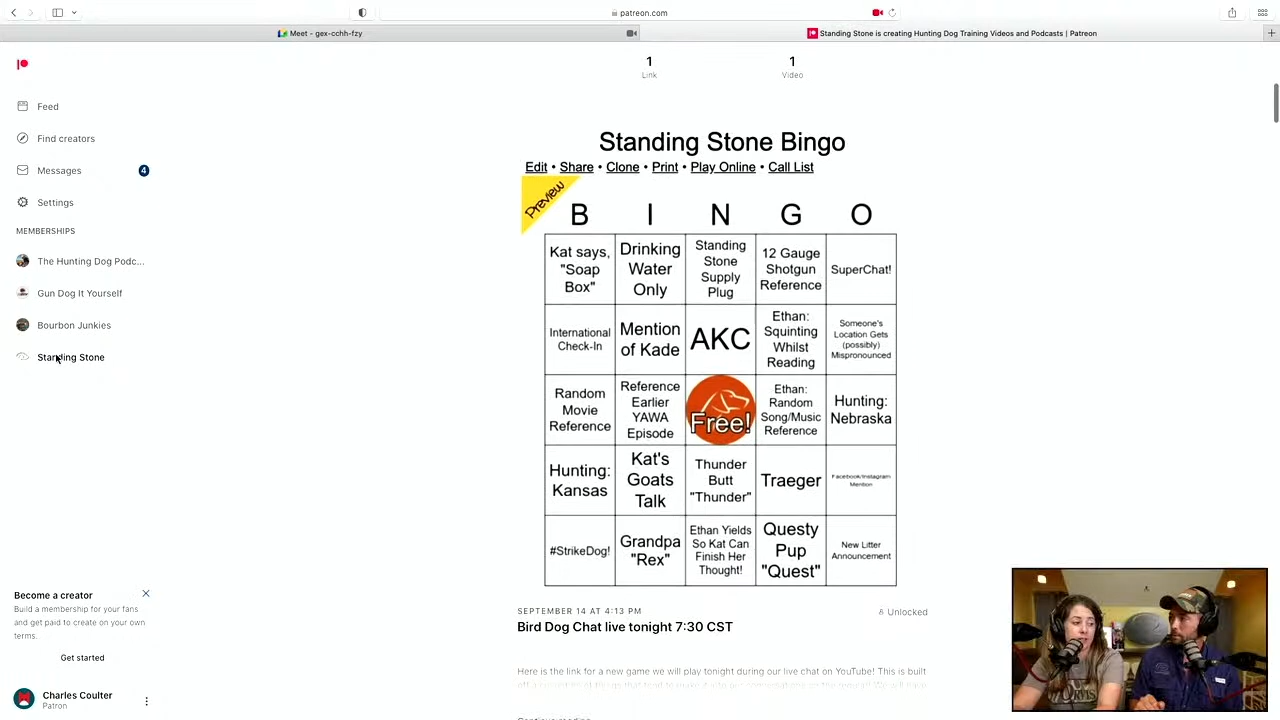 patreon.com
Meet - gex-cchh-fzy
Standing Stone is creating Hunting Dog Training Videos and Podcasts | Patreon
1
Link
1
Video
Feed
Find creators
Messages
4
Settings
MEMBERSHIPS
The Hunting Dog Podc...
Gun Dog It Yourself
Bourbon Junkies
Standing Stone
Standing Stone Bingo
Edit • Share • Clone • Print • Play Online • Call List
Preview
B I N G O
Kat says,
"Soap
Box"
Drinking
Water
Only
Standing
Stone
Supply
Plug
12 Gauge
Shotgun
Reference
SuperChat!
International
Check-In
Mention
of Kade
AKC
Ethan:
Squinting
Whilst
Reading
Someone's
Location Gets
(possibly)
Mispronounced
Random
Movie
Reference
Reference
Earlier
YAWA
Episode
Free!
Ethan:
Random
Song/Music
Reference
Hunting:
Nebraska
Hunting:
Kansas
Kat's
Goats
Talk
Thunder
Butt
"Thunder"
Traeger
Facebook/Instagram
Mention
#StrikeDog!
Grandpa
"Rex"
Ethan Yields
So Kat Can
Finish Her
Thought!
Questy
Pup
"Quest"
New Litter
Announcement
SEPTEMBER 14 AT 4:13 PM
Unlocked
Bird Dog Chat live tonight 7:30 CST
Here is the link for a new game we will play tonight during our live chat on YouTube! This is built
Become a creator
Build a membership for your fans
and get paid to create on your own
terms.
Get started
Charles Coulter
Patron